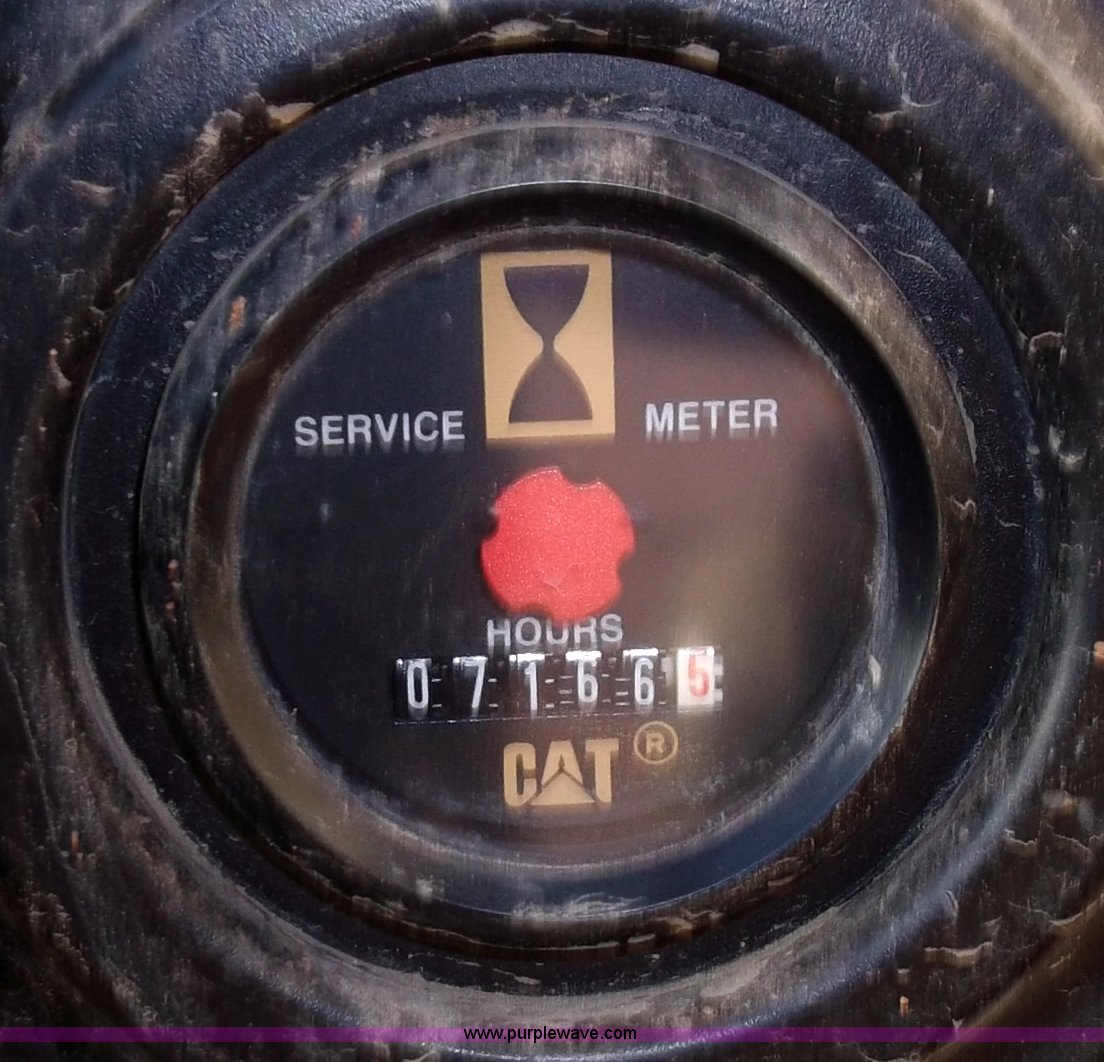 SERVICE METER
HOURS
071665
CAT ®
www.purplewave.com